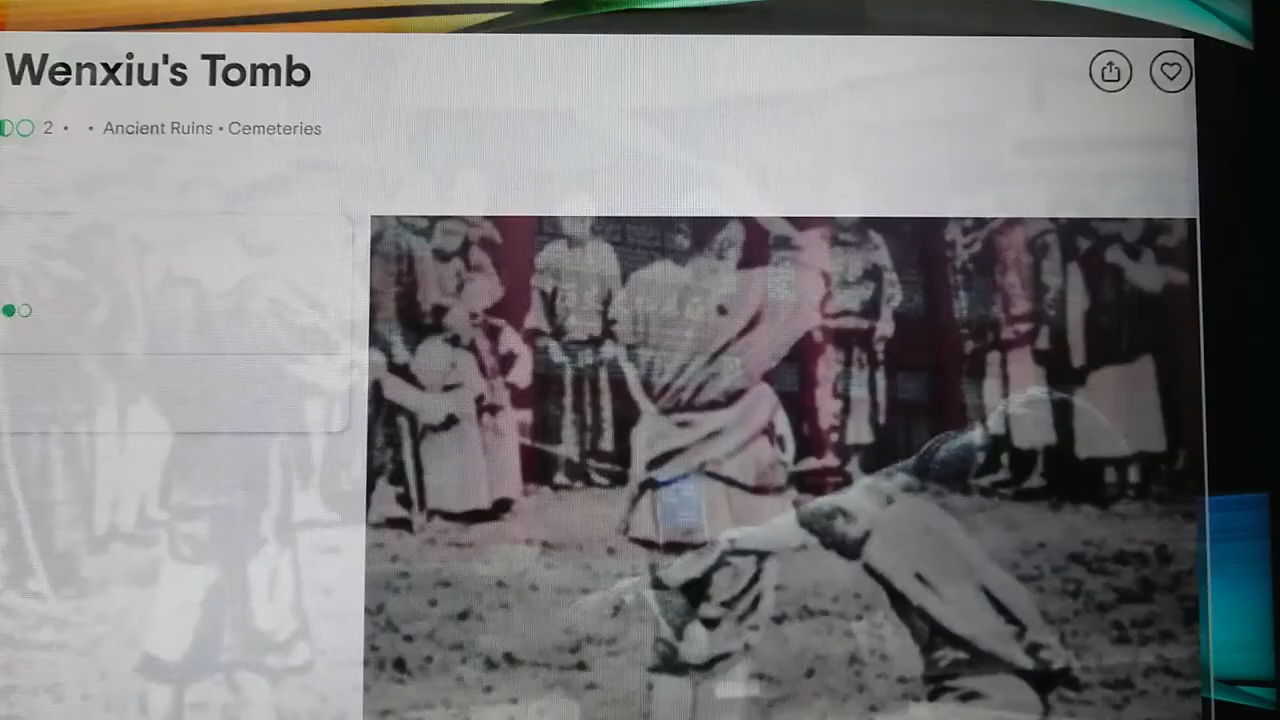 Wenxiu's Tomb
2 • • Ancient Ruins • Cemeteries